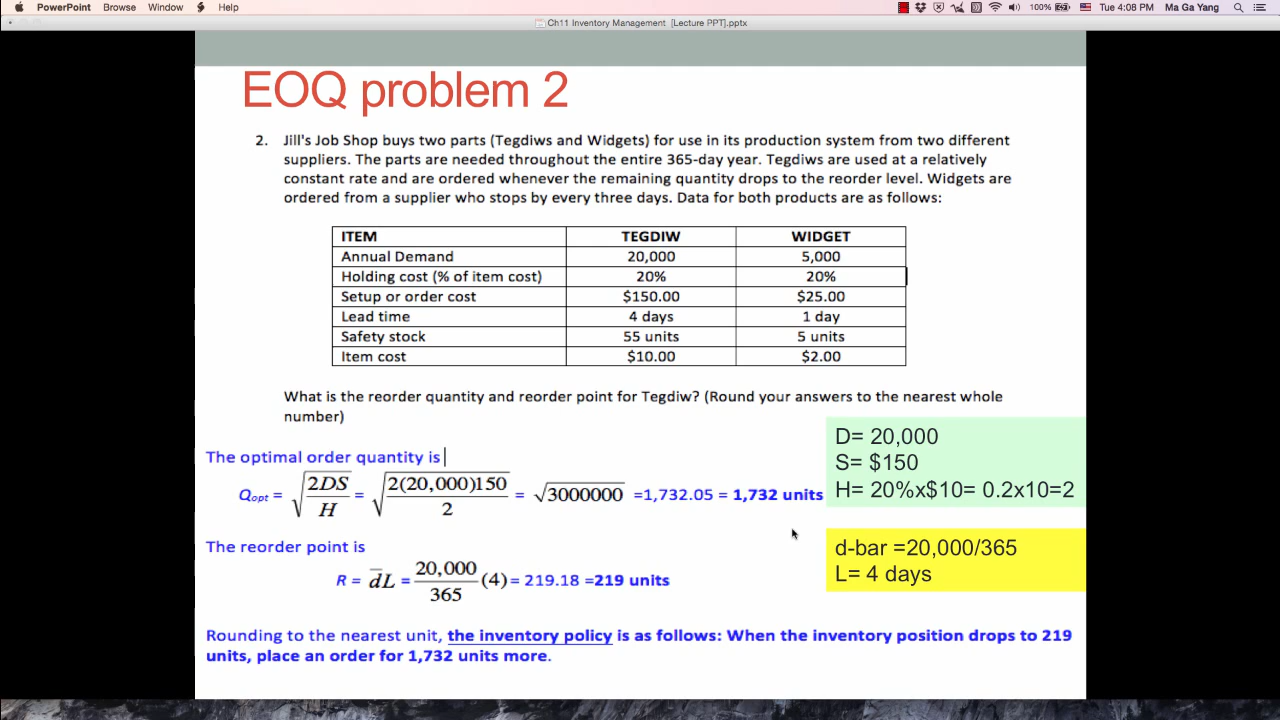 PowerPoint Browse Window Help 100% Tue 4:08 PM Ma Ga Yang
Ch11 Inventory Management [Lecture PPT].pptx
EOQ problem 2
2. Jill's Job Shop buys two parts (Tegdiws and Widgets) for use in its production system from two different
suppliers. The parts are needed throughout the entire 365-day year. Tegdiws are used at a relatively
constant rate and are ordered whenever the remaining quantity drops to the reorder level. Widgets are
ordered from a supplier who stops by every three days. Data for both products are as follows:
ITEM TEGDIW WIDGET
Annual Demand 20,000 5,000
Holding cost (% of item cost) 20% 20%
Setup or order cost $150.00 $25.00
Lead time 4 days 1 day
Safety stock 55 units 5 units
Item cost $10.00 $2.00
What is the reorder quantity and reorder point for Tegdiw? (Round your answers to the nearest whole
number)
The optimal order quantity is
Qopt = √(2DS/H) = √(2(20,000)150/2) = √3000000 =1,732.05 = 1,732 units
D= 20,000
S= $150
H= 20%x$10= 0.2x10=2
The reorder point is
R = d̅L = 20,000/365 (4) = 219.18 =219 units
d-bar =20,000/365
L= 4 days
Rounding to the nearest unit, the inventory policy is as follows: When the inventory position drops to 219
units, place an order for 1,732 units more.